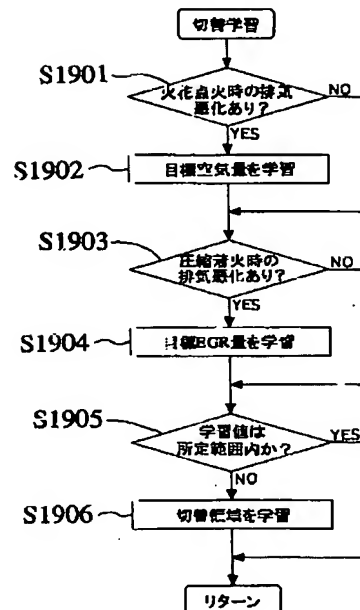 切替学習
S1901
火花点火時の排気
悪化あり？
NO
YES
S1902
目標空気量を学習
S1903
圧縮着火時の
排気悪化あり？
NO
YES
S1904
目標EGR量を学習
S1905
学習値は
所定範囲内か？
YES
NO
S1906
切替領域を学習
リターン